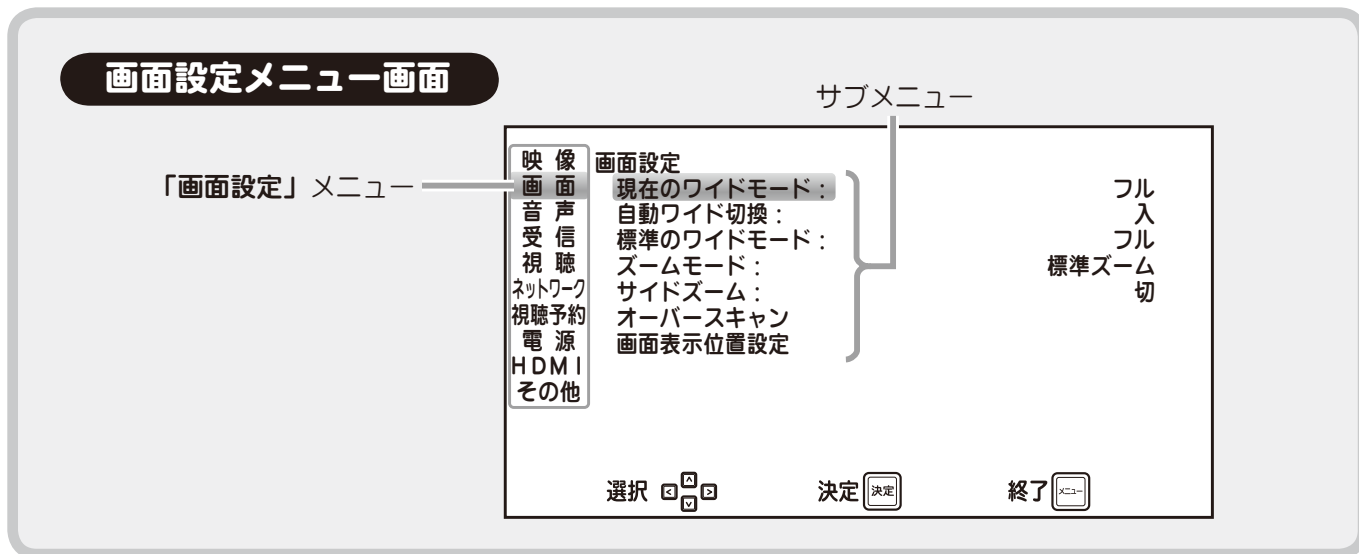 画面設定メニュー画面
サブメニュー
「画面設定」メニュー
映 像
画 面
音 声
受 信
視 聴
ネットワーク
視聴予約
電 源
HDMI
その他
画面設定
現在のワイドモード： フル
自動ワイド切換： 入
標準のワイドモード： フル
ズームモード： 標準ズーム
サイドズーム： 切
オーバースキャン
画面表示位置設定
選択 決定 決定 終了 メニュー